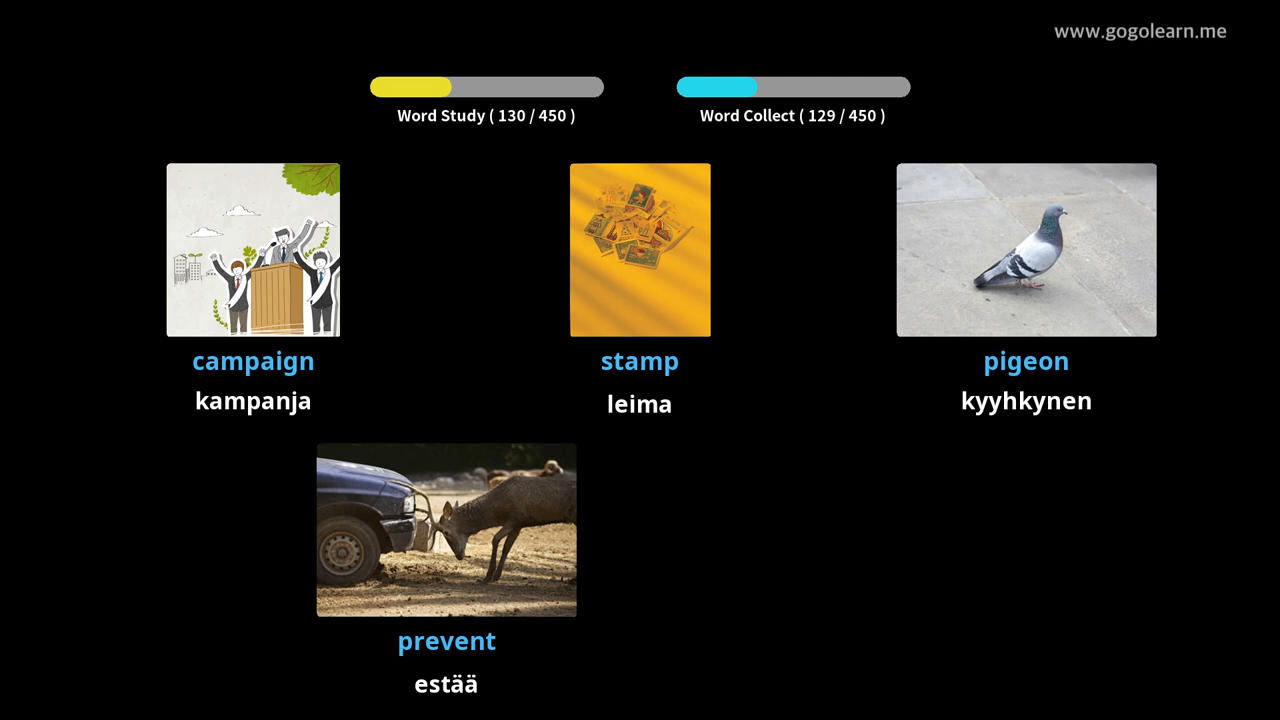 www.gogolearn.me
Word Study ( 130 / 450 )
Word Collect ( 129 / 450 )
campaign
kampanja
stamp
leima
pigeon
kyyhkynen
prevent
estää